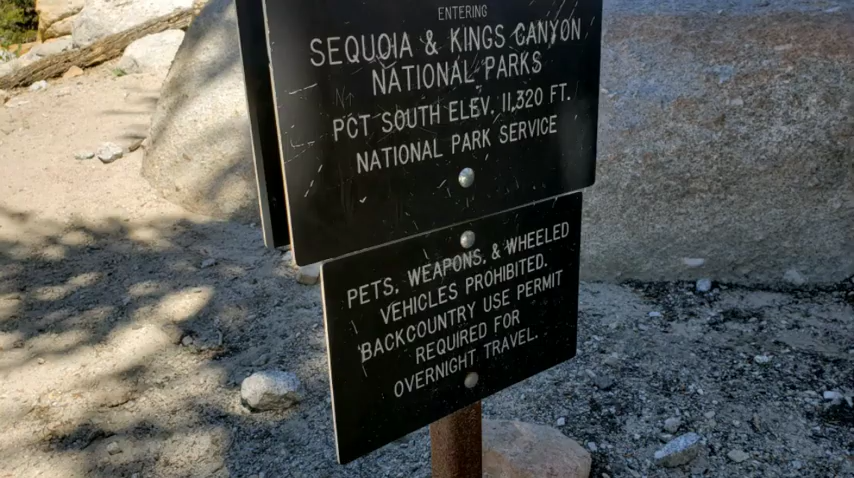 ENTERING
SEQUOIA & KINGS CANYON
NATIONAL PARKS
PCT SOUTH ELEV. 11,320 FT.
NATIONAL PARK SERVICE
PETS, WEAPONS, & WHEELED
VEHICLES PROHIBITED.
BACKCOUNTRY USE PERMIT
REQUIRED FOR
OVERNIGHT TRAVEL.